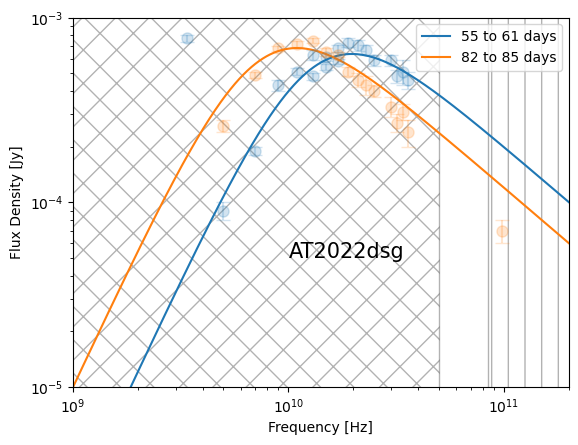 10⁻³
55 to 61 days
82 to 85 days
Flux Density [Jy]
10⁻⁴
AT2022dsg
10⁻⁵
10⁹
10¹⁰
10¹¹
Frequency [Hz]